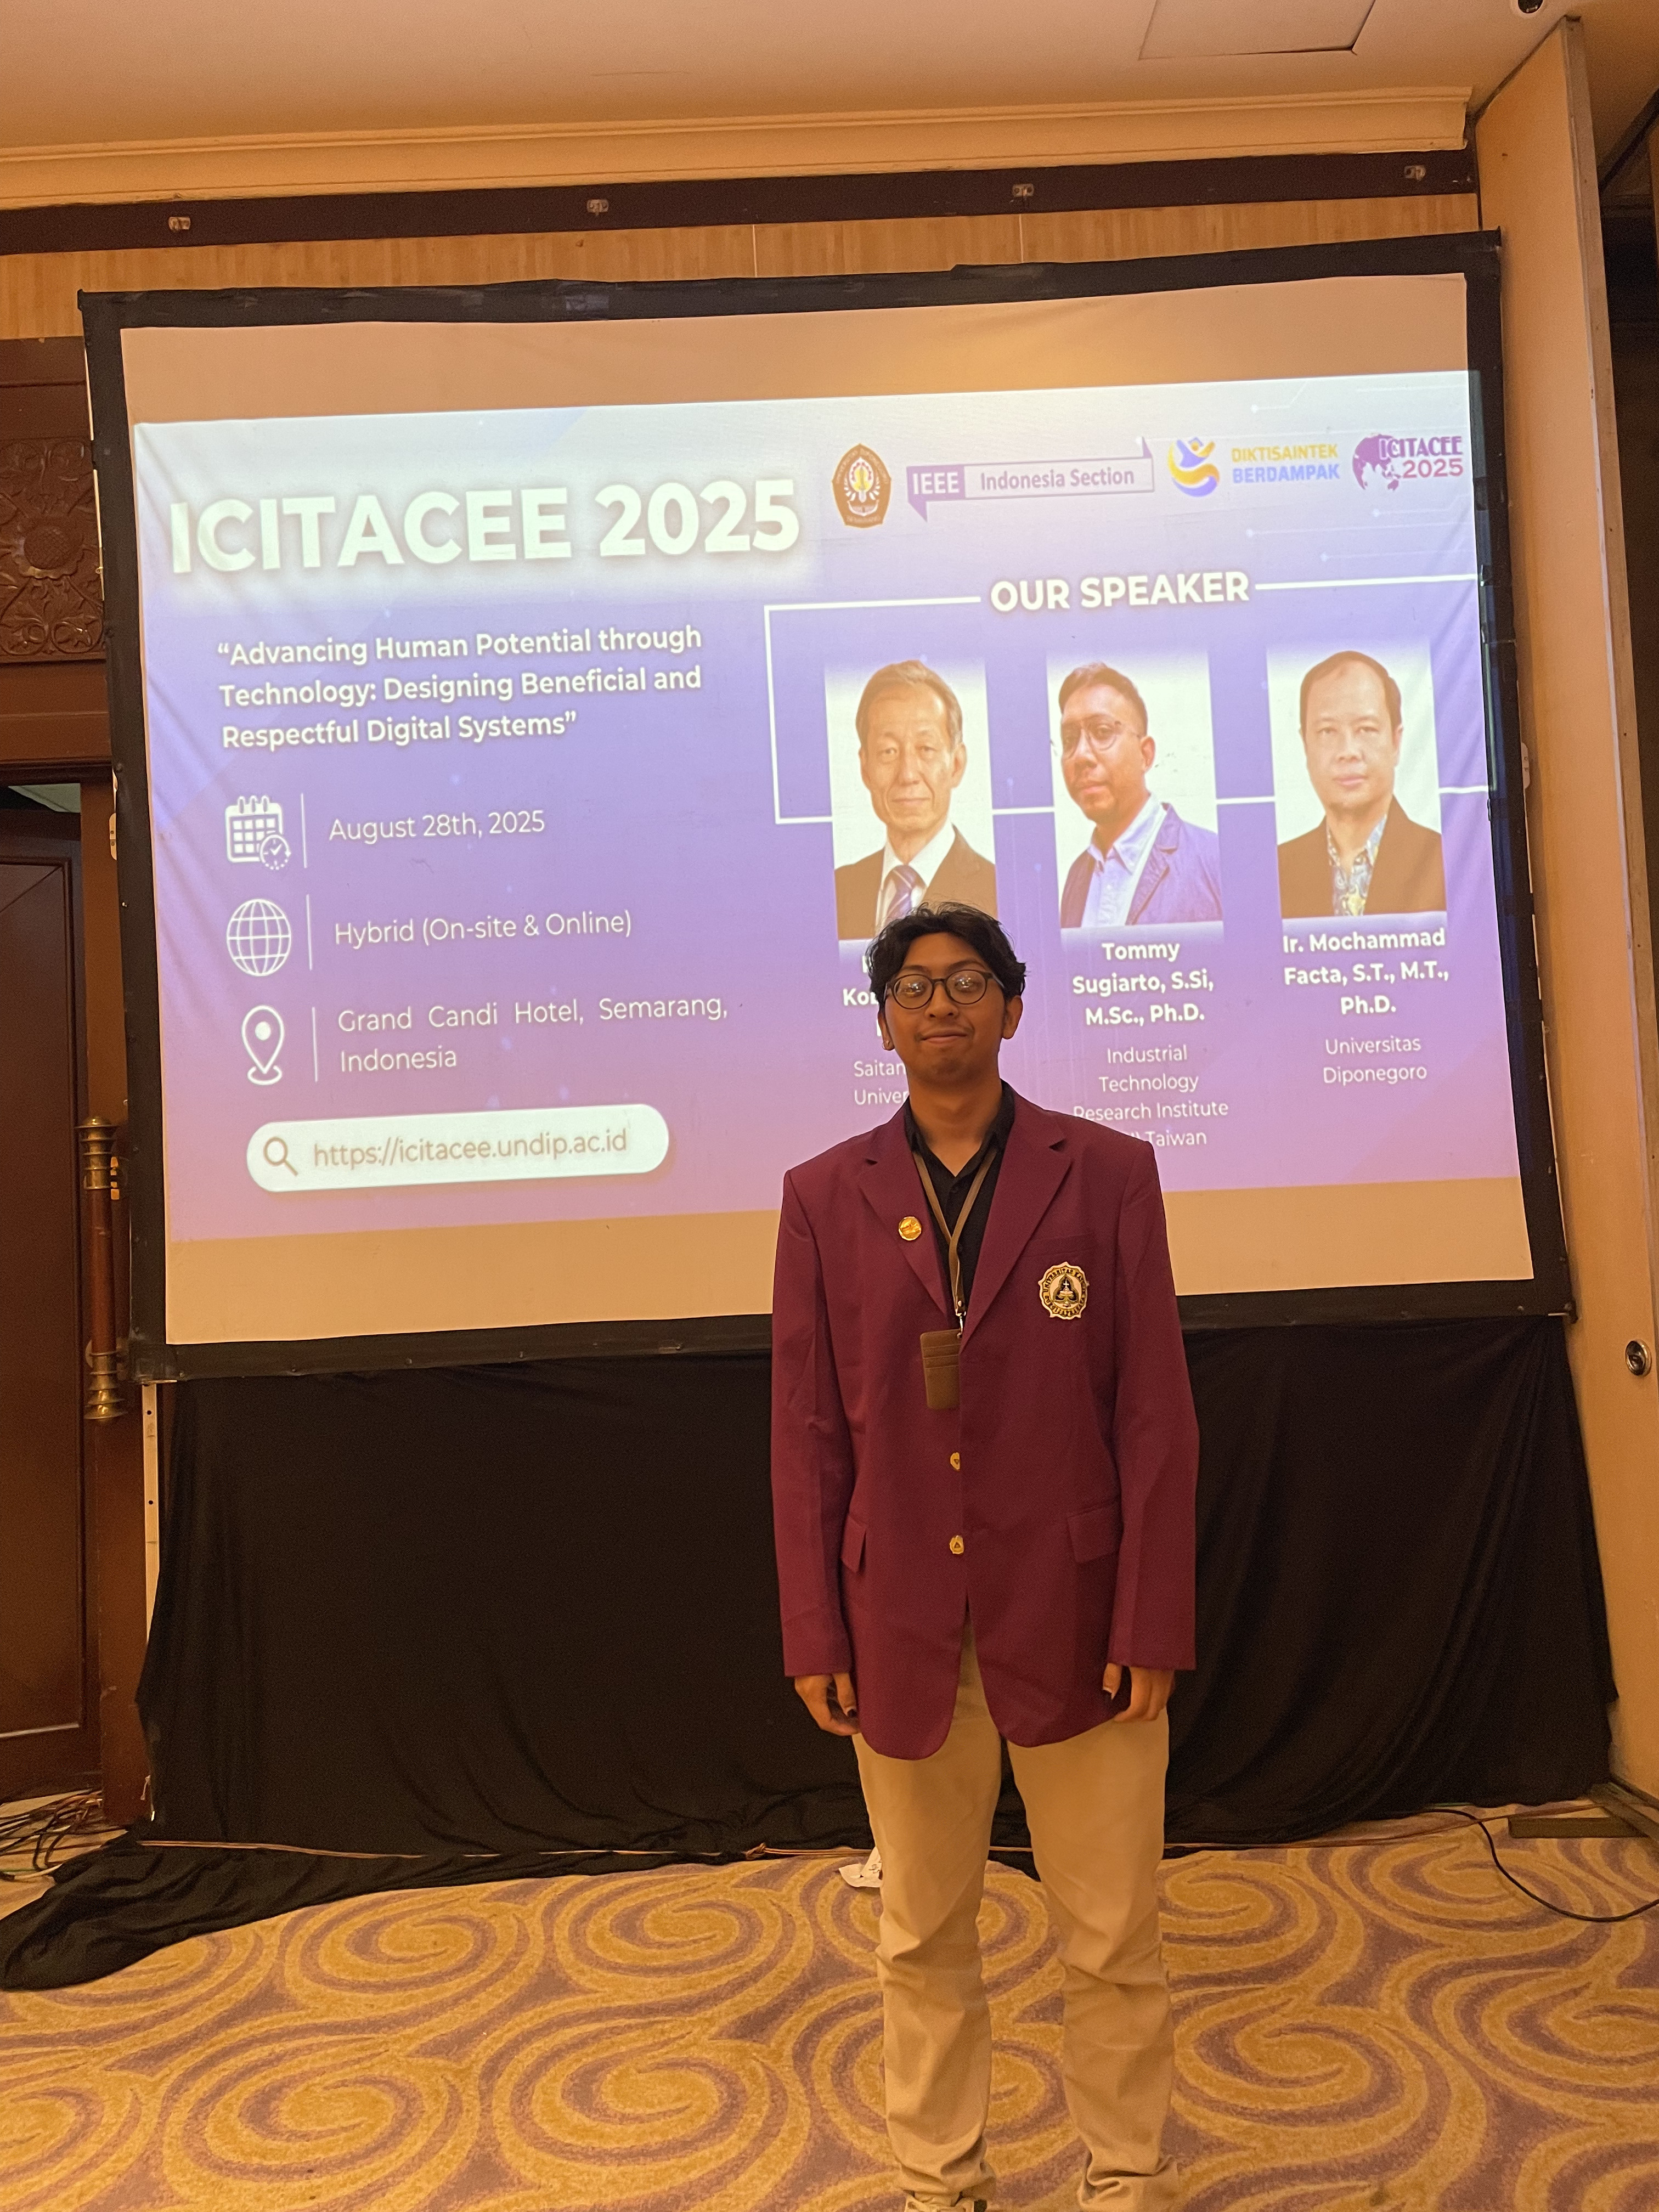 ICITACEE 2025
IEEE Indonesia Section
DIKTISAINTEK
BERDAMPAK
ICITACEE
2025
"Advancing Human Potential through
Technology: Designing Beneficial and
Respectful Digital Systems"
August 28th, 2025
Hybrid (On-site & Online)
Grand Candi Hotel, Semarang,
Indonesia
https://icitacee.undip.ac.id
OUR SPEAKER
Tommy
Sugiarto, S.Si,
M.Sc., Ph.D.
Industrial
Technology
Research Institute
Taiwan
Ir. Mochammad
Facta, S.T., M.T.,
Ph.D.
Universitas
Diponegoro